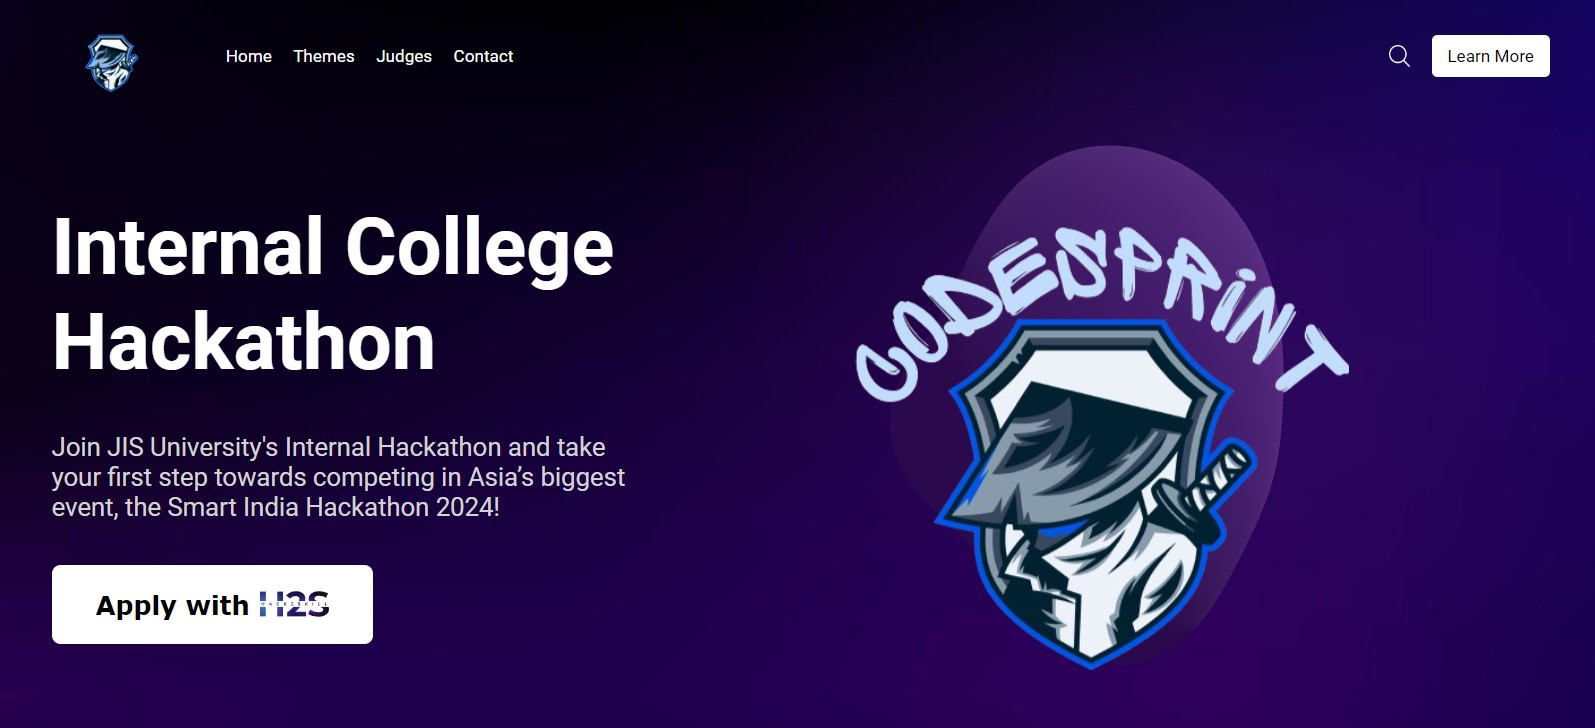 Home Themes Judges Contact
Learn More
CODESPRiNT
Internal College
Hackathon
Join JIS University's Internal Hackathon and take
your first step towards competing in Asia’s biggest
event, the Smart India Hackathon 2024!
Apply with H2S
HACK2SKILL